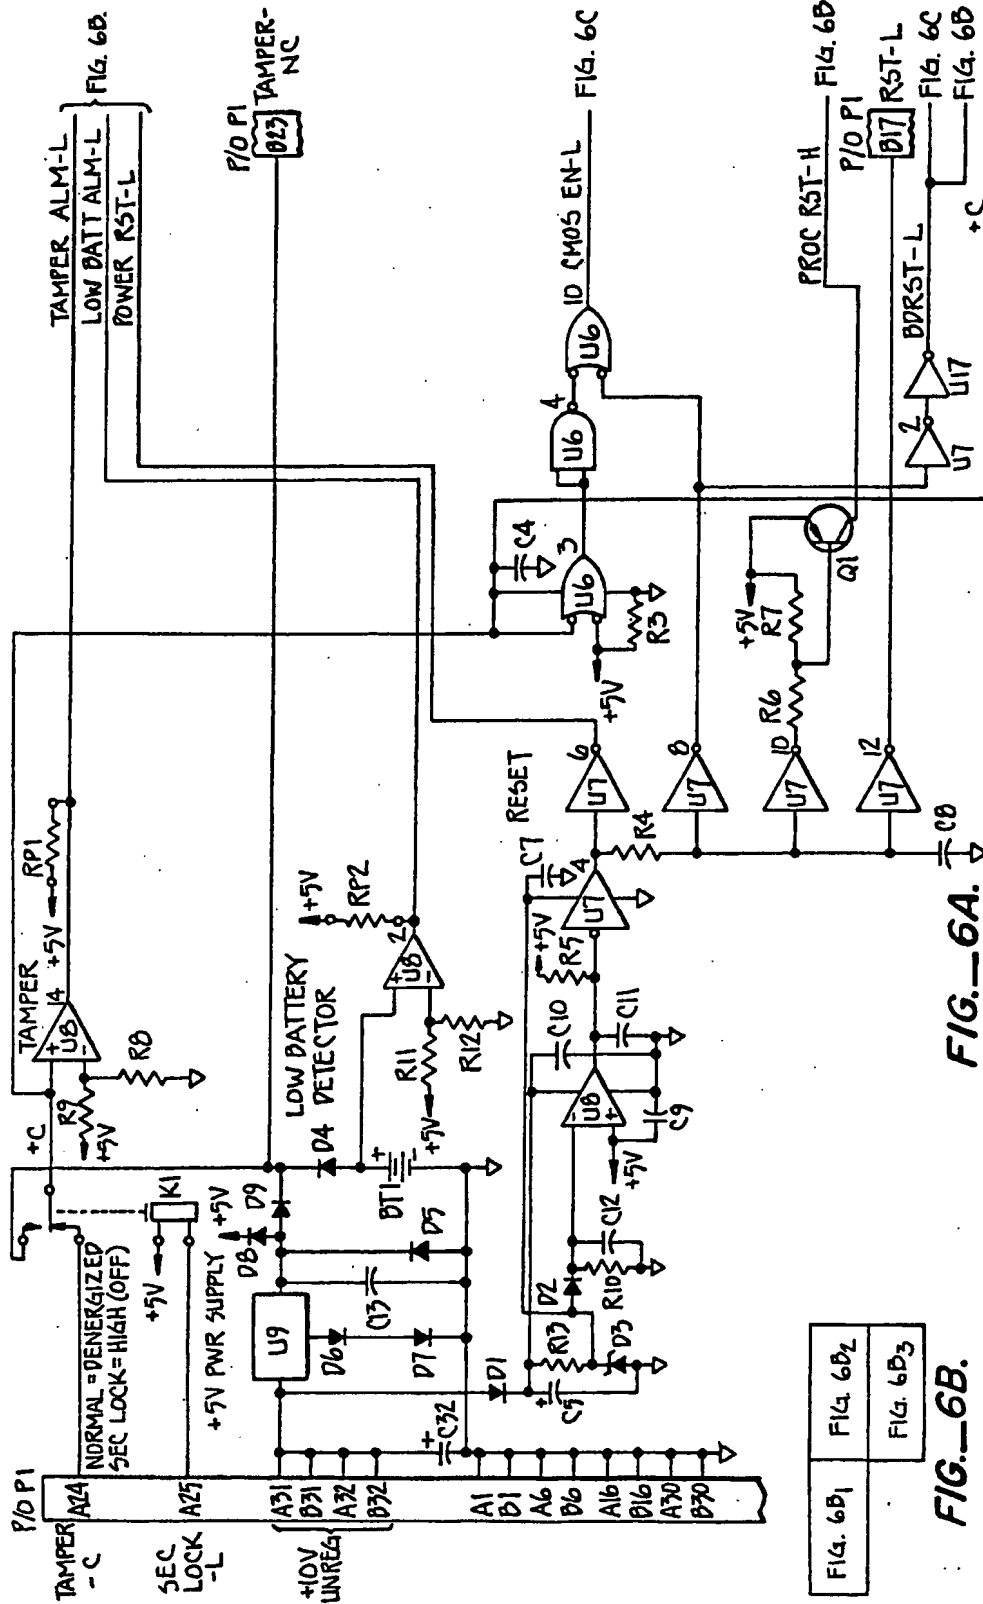 P/O P1
TAMPER
- C
A24
NORMAL = DENERGIZED
SEC LOCK = HIGH (OFF)
SEC
LOCK
-L
A25
+5V
K1
+C
R9
+5V
R8
TAMPER
+
-
U8
14
+5V
RP1
TAMPER ALM-L
LOW BATT ALM-L
POWER RST-L
FIG. 6B.
P/O P1
B23
TAMPER-
NC
+10V
UNREG
A31
B31
A32
B32
+5V PWR SUPPLY
U9
D8
+5V
D9
D4
LOW BATTERY
DETECTOR
D6
D7
C13
D5
BT1
+
-
+5V
R11
R12
+
-
U8
2
+5V
RP2
C32
+
A1
B1
A6
B6
A16
B16
A30
B30
D1
C5
+
R13
D3
D2
R10
C12
-
+
U8
+5V
C9
C10
C11
+5V
R5
U7
4
C7
RESET
R4
U7
6
U7
8
U7
10
U7
12
C8
+5V
R3
U6
3
C4
U6
4
U6
10
CMOS EN-L
FIG. 6C
R6
+5V
R7
Q1
PROC RST-H
FIG. 6B
P/O P1
B17
RST-L
U7
2
U17
BDRST-L
FIG. 6C
FIG. 6B
+C
FIG._6A.
FIG. 6B1
FIG. 6B2
FIG. 6B3
FIG._6B.